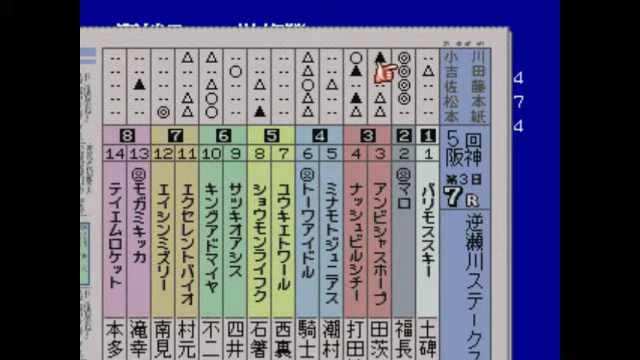 小川
吉田
佐藤
松本
本紙
4
7
4
5回
阪神
第3日
7R
逆瀬川ステークス
1 1 バリモススキー 土碑
2 2 マロ 福長
3 3 アンビシャスホープ 田茨
4 ナッシュビルシチー 打田
4 5 ミナモトジュニアス 潮村
6 トーワアイドル 騎士
5 7 ユウキェトワール 西裏
8 ショウモンライフク 石箸
6 9 サツキオアシス 四井
10 キングアドマイヤ 不二
7 11 エクセレントバイオ 村元
12 エイシンミズリー 南見
8 13 モガミキッカ 滝幸
14 テイエムロケット 本多